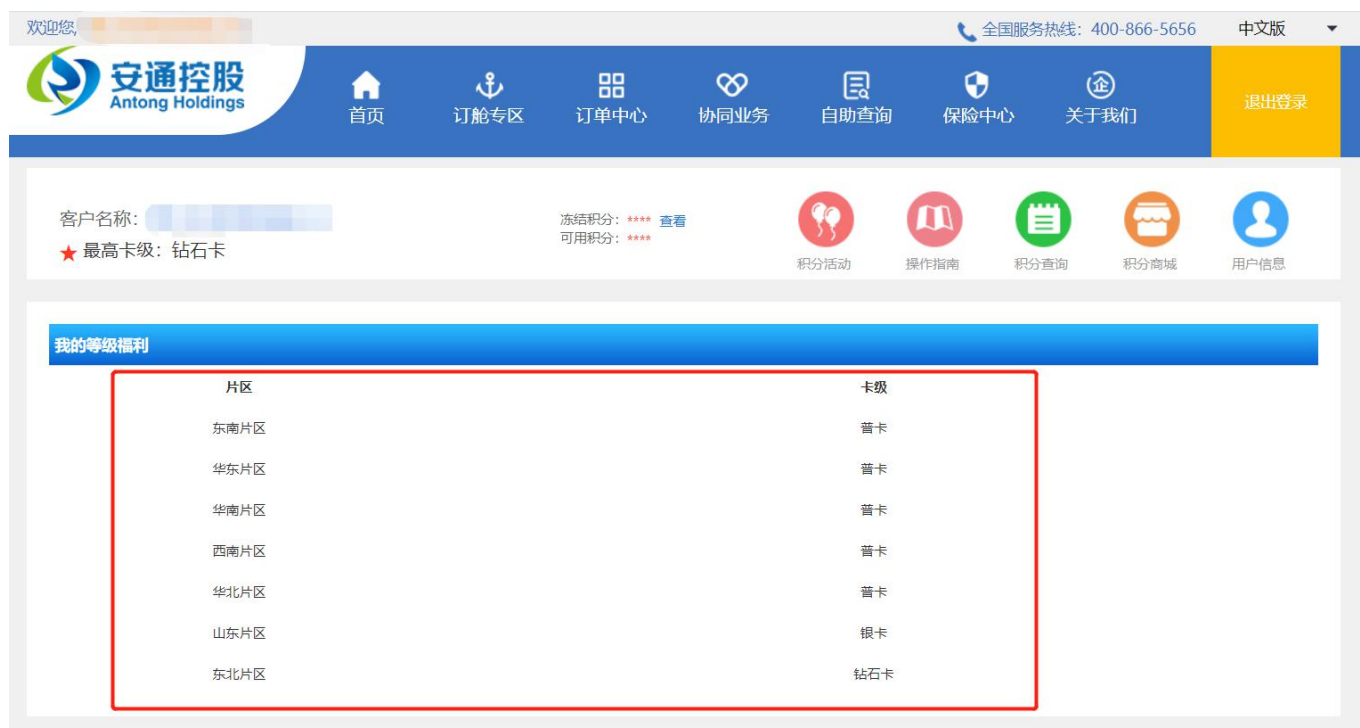 欢迎您,
全国服务热线：400-866-5656 中文版
安通控股
Antong Holdings
首页 订舱专区 订单中心 协同业务 自助查询 保险中心 关于我们 退出登录
企
客户名称：
最高卡级：钻石卡
冻结积分：**** 查看
可用积分：****
积分活动 操作指南 积分查询 积分商城 用户信息
我的等级福利
片区 卡级
东南片区 普卡
华东片区 普卡
华南片区 普卡
西南片区 普卡
华北片区 普卡
山东片区 银卡
东北片区 钻石卡